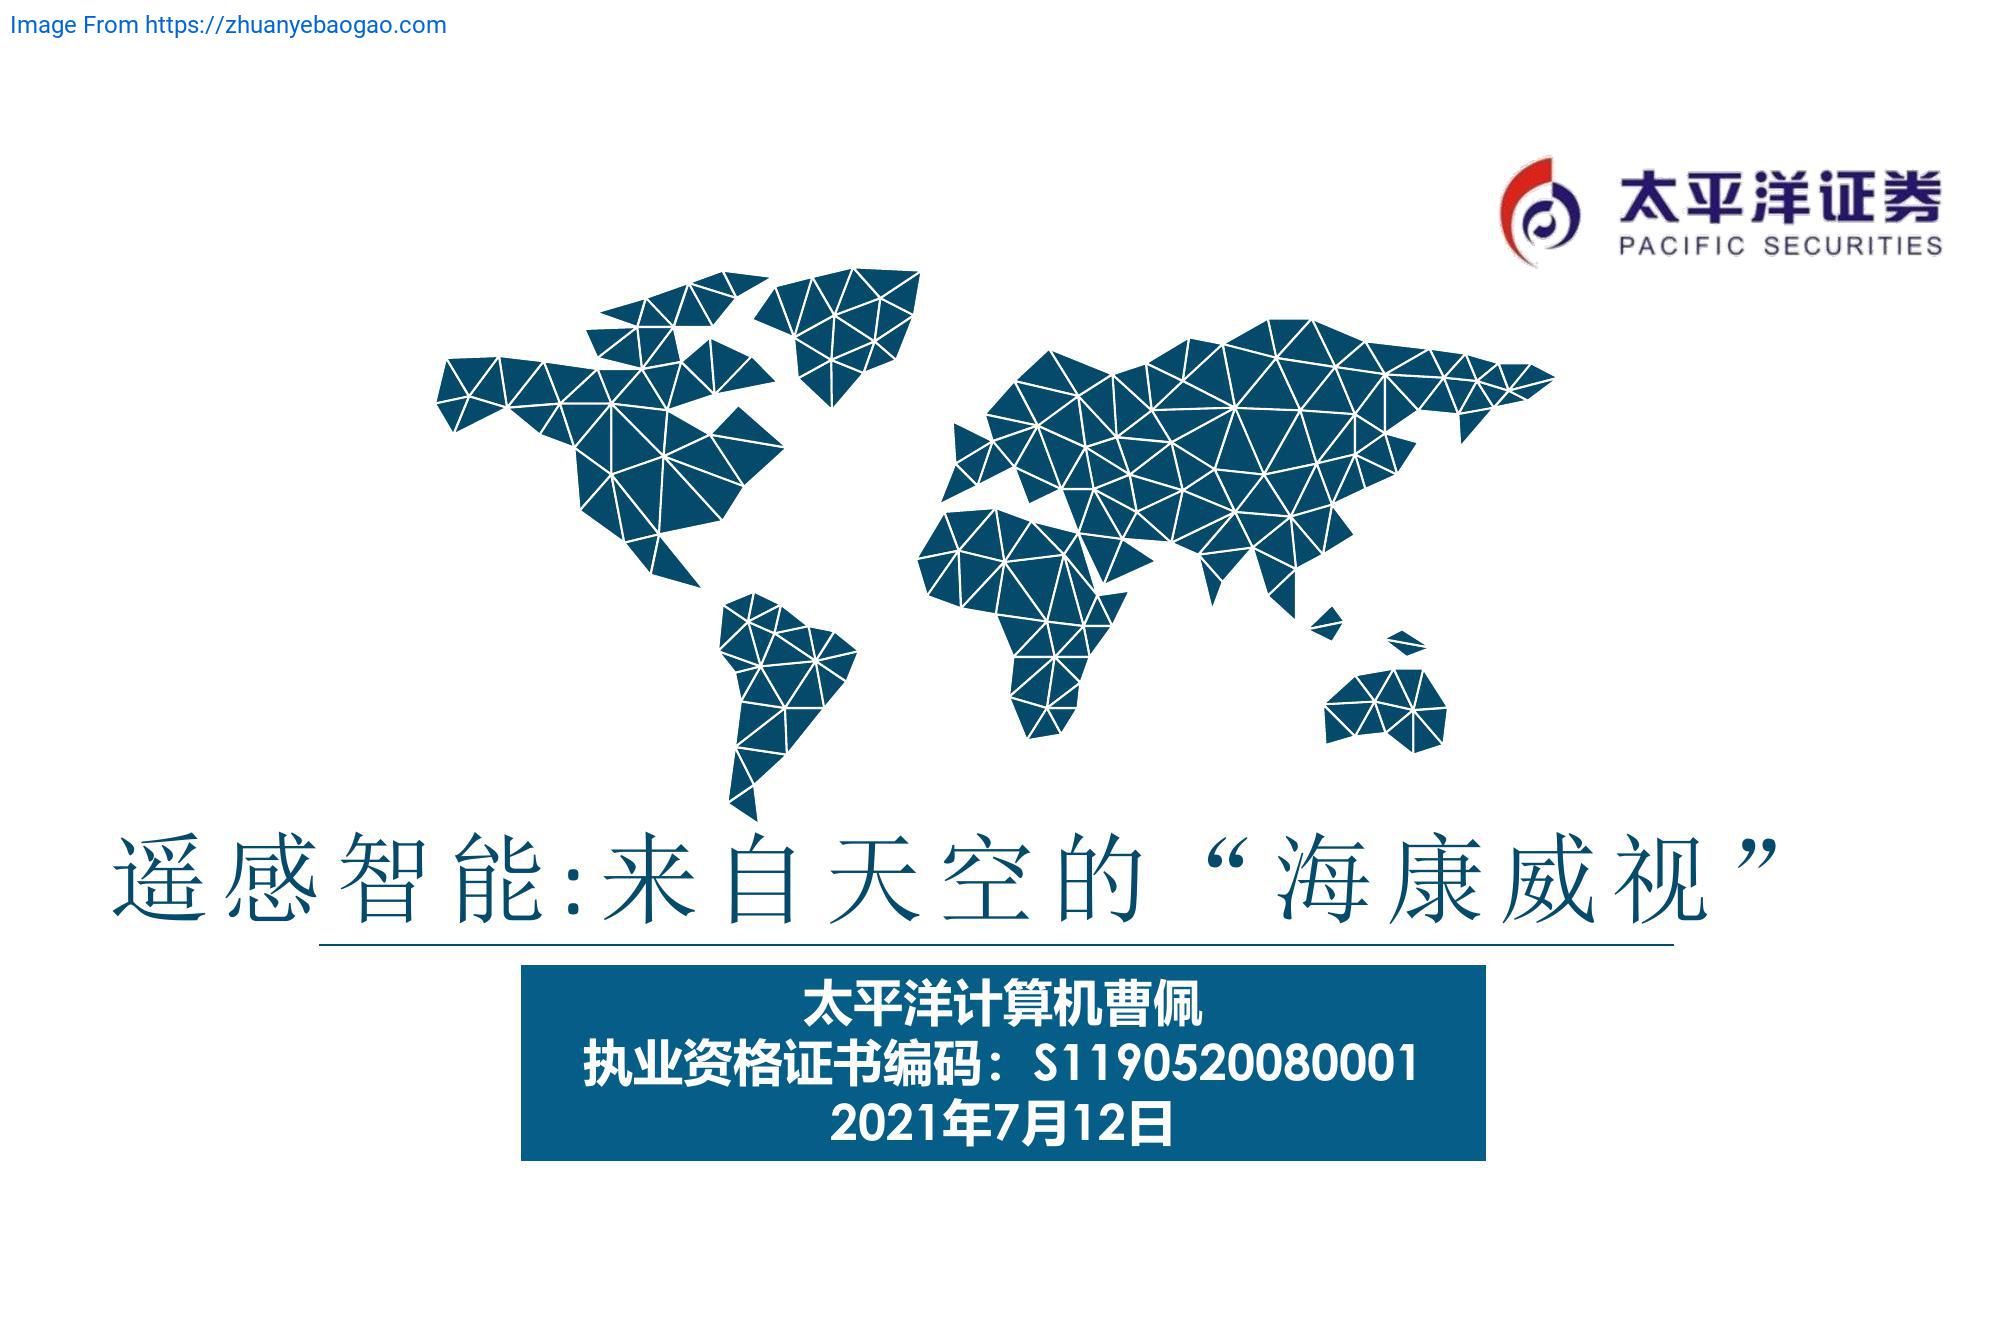 Image From https://zhuanyebaogao.com
太平洋证券
PACIFIC SECURITIES
遥感智能:来自天空的“海康威视”
太平洋计算机曹佩
执业资格证书编码：S1190520080001
2021年7月12日